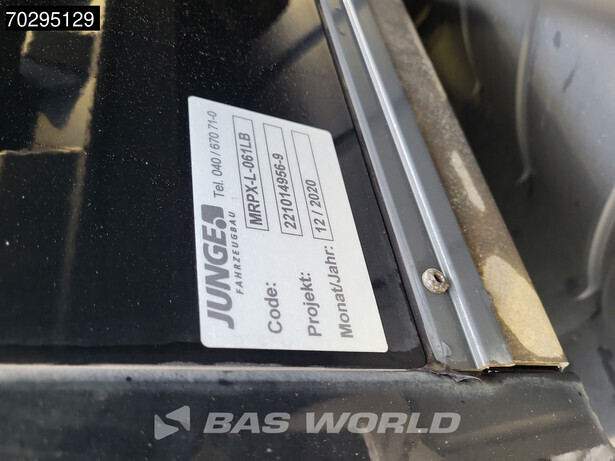 70295129
JUNGE
FAHRZEUGBAU
Tel. 040 / 670 71-0
Code: MRPX-L-061LB
Projekt: 221014956-9
Monat/Jahr: 12 / 2020
BAS WORLD